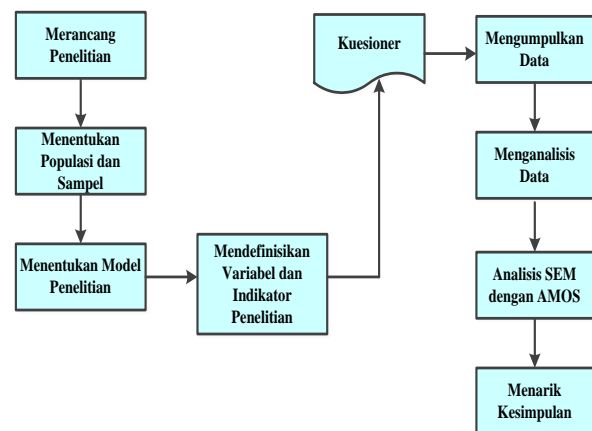 Merancang
Penelitian
Menentukan
Populasi dan
Sampel
Menentukan Model
Penelitian
Mendefinisikan
Variabel dan
Indikator
Penelitian
Kuesioner
Mengumpulkan
Data
Menganalisis
Data
Analisis SEM
dengan AMOS
Menarik
Kesimpulan